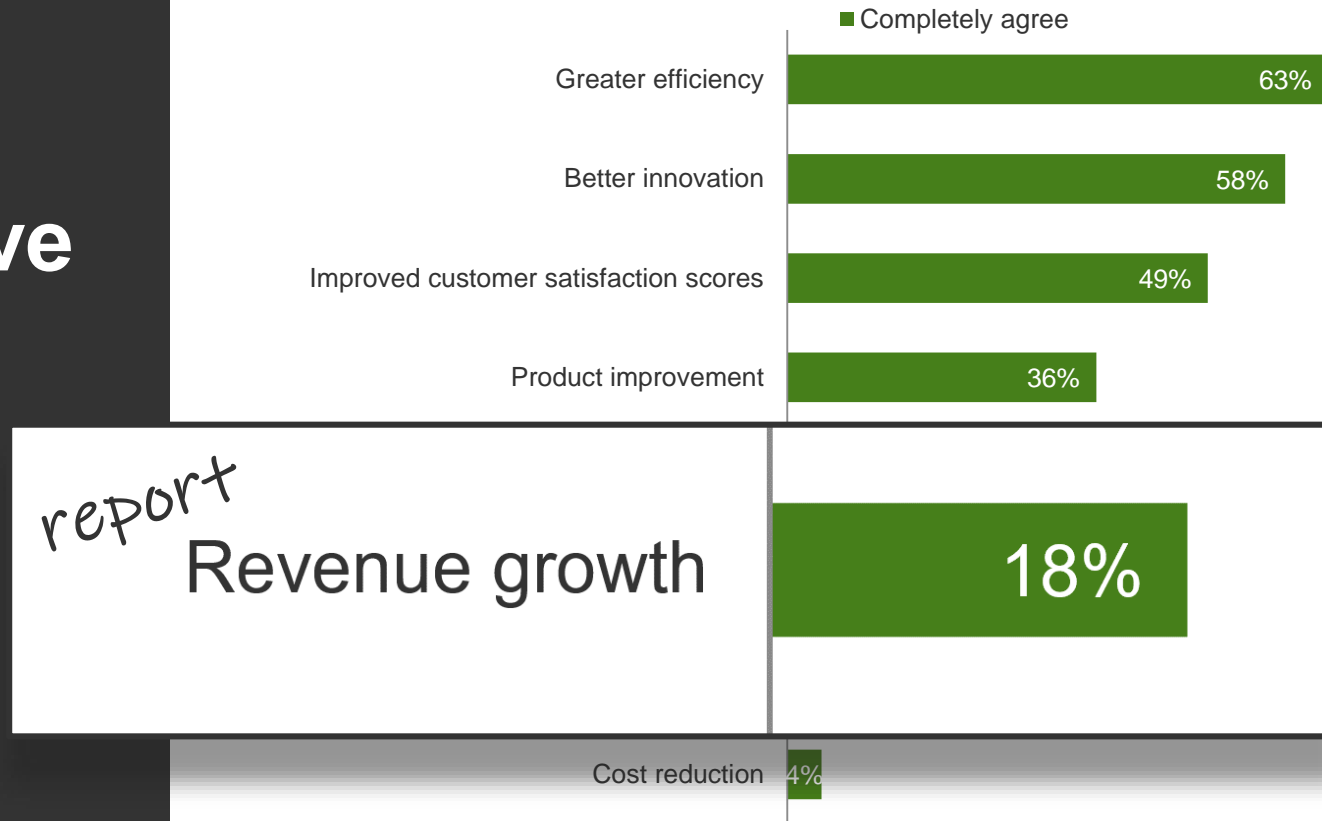 Completely agree
Greater efficiency 63%
Better innovation 58%
ve
Improved customer satisfaction scores 49%
Product improvement 36%
report
Revenue growth 18%
Cost reduction 4%